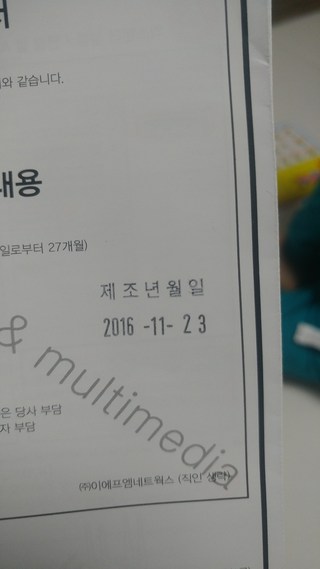 와 같습니다.
내용
일로부터 27개월)
제조년월일
2016 -11- 23
& multimedia
은 당사 부담
자 부담
㈜이에프엠네트웍스 (직인 생략)